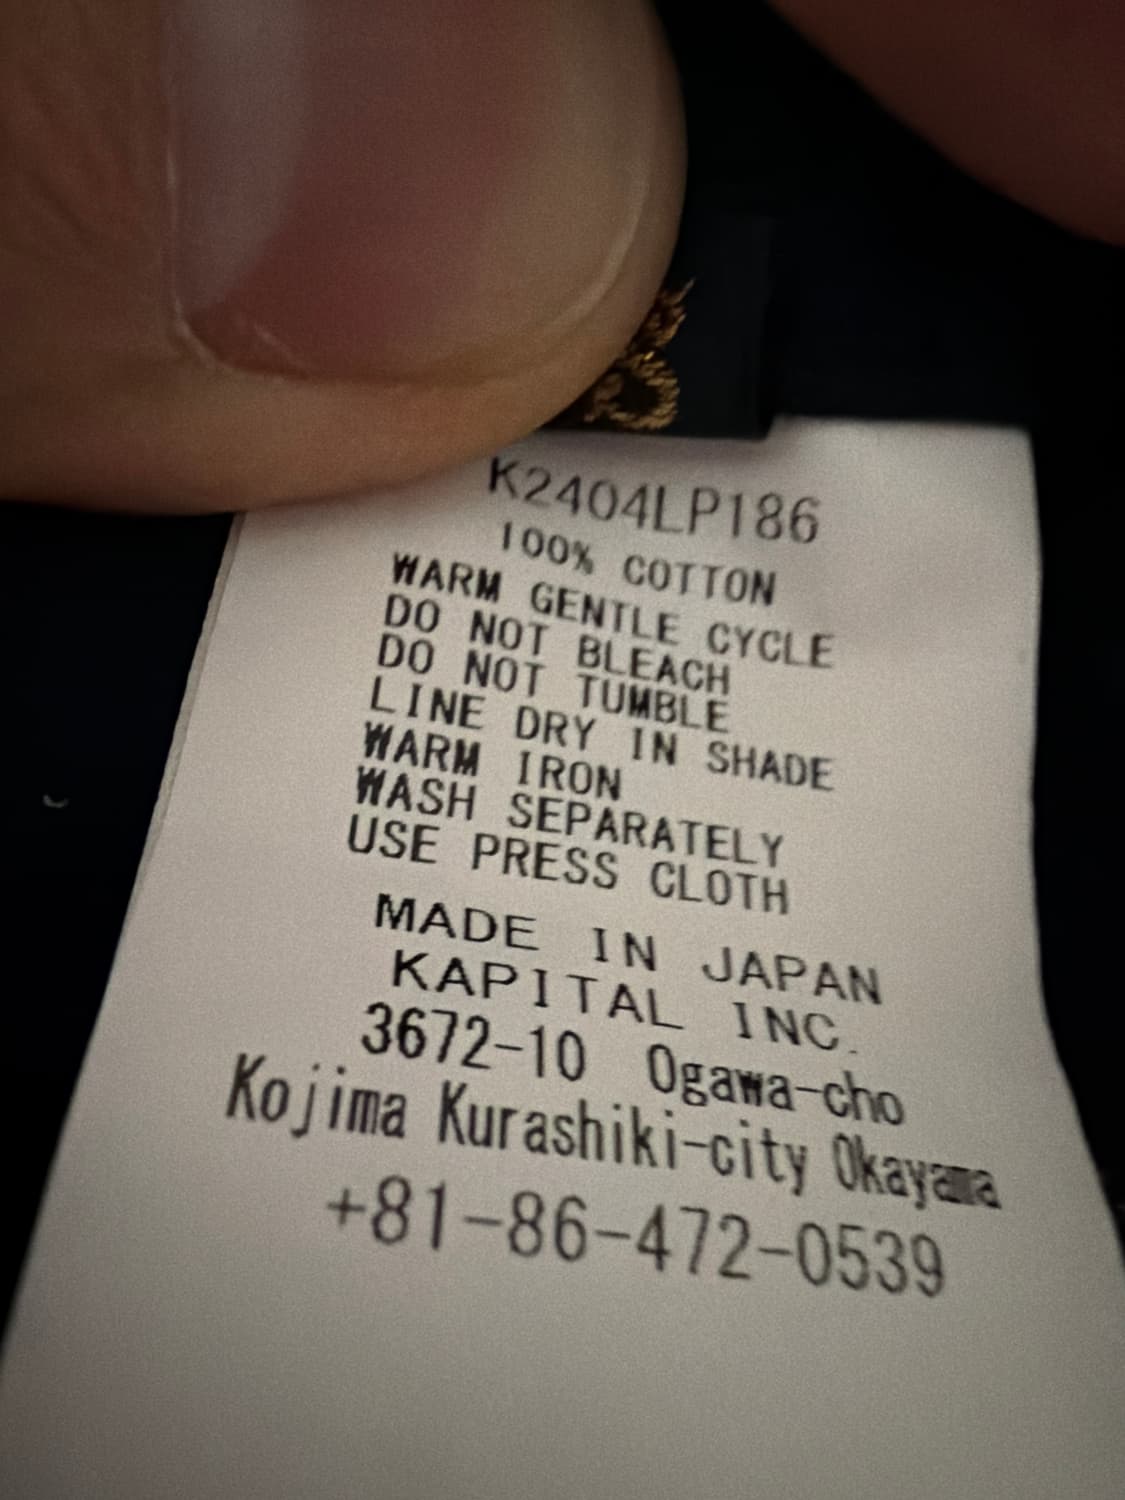 K2404LP186
100% COTTON
WARM GENTLE CYCLE
DO NOT BLEACH
DO NOT TUMBLE
LINE DRY IN SHADE
WARM IRON
WASH SEPARATELY
USE PRESS CLOTH
MADE IN JAPAN
KAPITAL INC.
3672-10 Ogawa-cho
Kojima Kurashiki-city Okayama
+81-86-472-0539